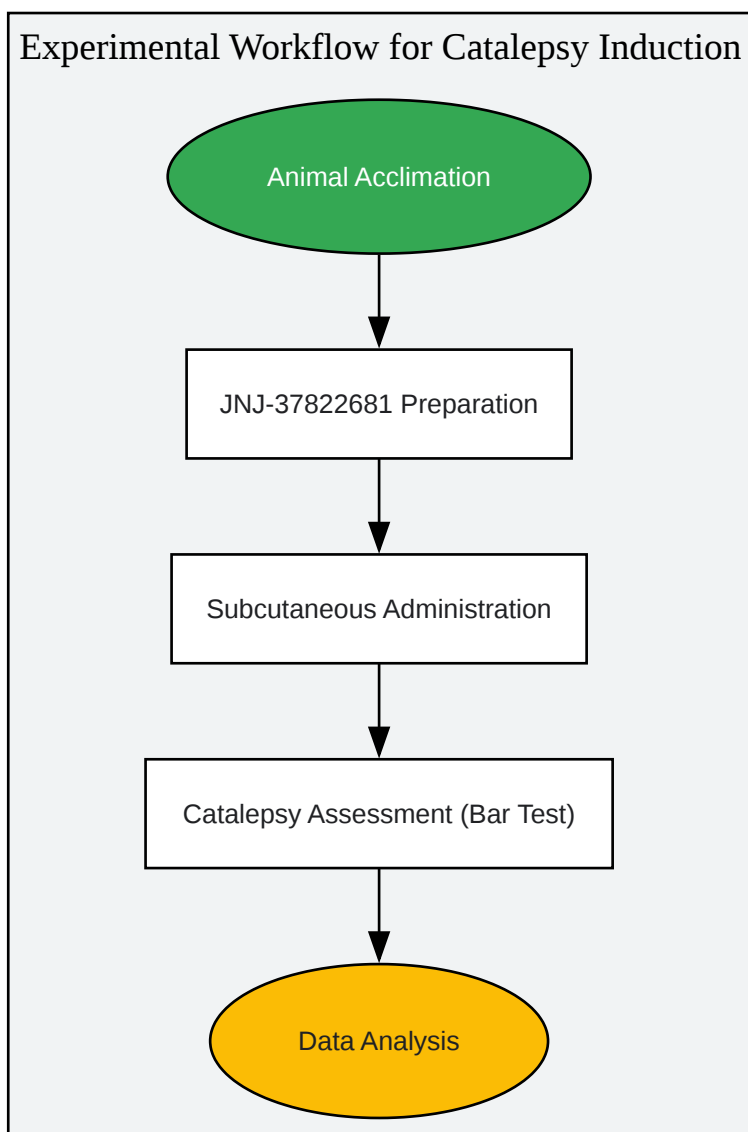 Experimental Workflow for Catalepsy Induction
Animal Acclimation
JNJ-37822681 Preparation
Subcutaneous Administration
Catalepsy Assessment (Bar Test)
Data Analysis